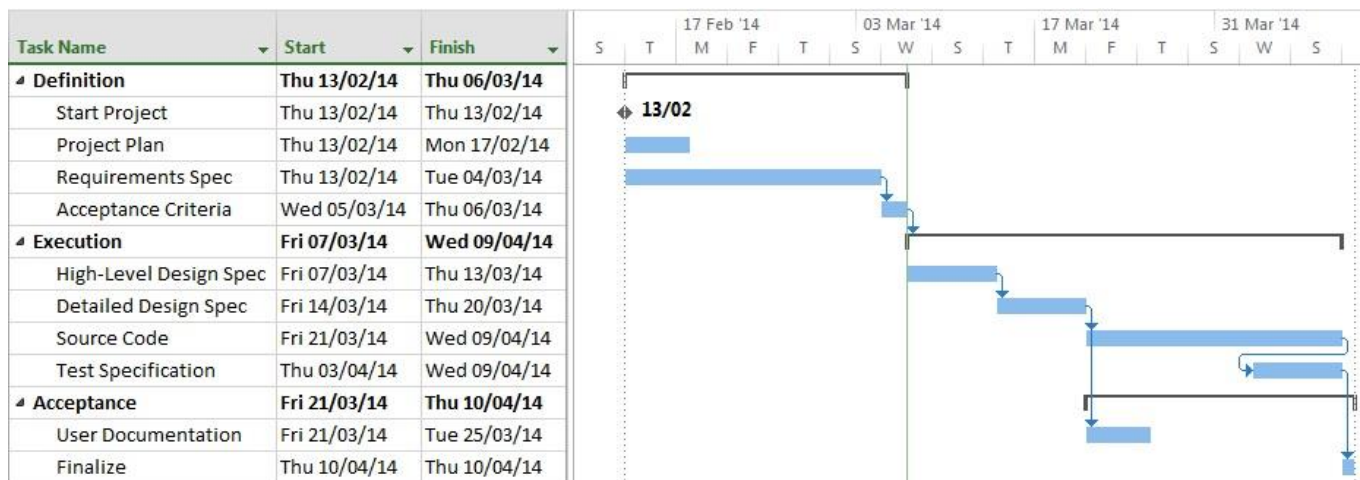 17 Feb '14 03 Mar '14 17 Mar '14 31 Mar '14
Task Name Start Finish S T M F T S W S T M F T S W S
Definition Thu 13/02/14 Thu 06/03/14
Start Project Thu 13/02/14 Thu 13/02/14 13/02
Project Plan Thu 13/02/14 Mon 17/02/14
Requirements Spec Thu 13/02/14 Tue 04/03/14
Acceptance Criteria Wed 05/03/14 Thu 06/03/14
Execution Fri 07/03/14 Wed 09/04/14
High-Level Design Spec Fri 07/03/14 Thu 13/03/14
Detailed Design Spec Fri 14/03/14 Thu 20/03/14
Source Code Fri 21/03/14 Wed 09/04/14
Test Specification Thu 03/04/14 Wed 09/04/14
Acceptance Fri 21/03/14 Thu 10/04/14
User Documentation Fri 21/03/14 Tue 25/03/14
Finalize Thu 10/04/14 Thu 10/04/14